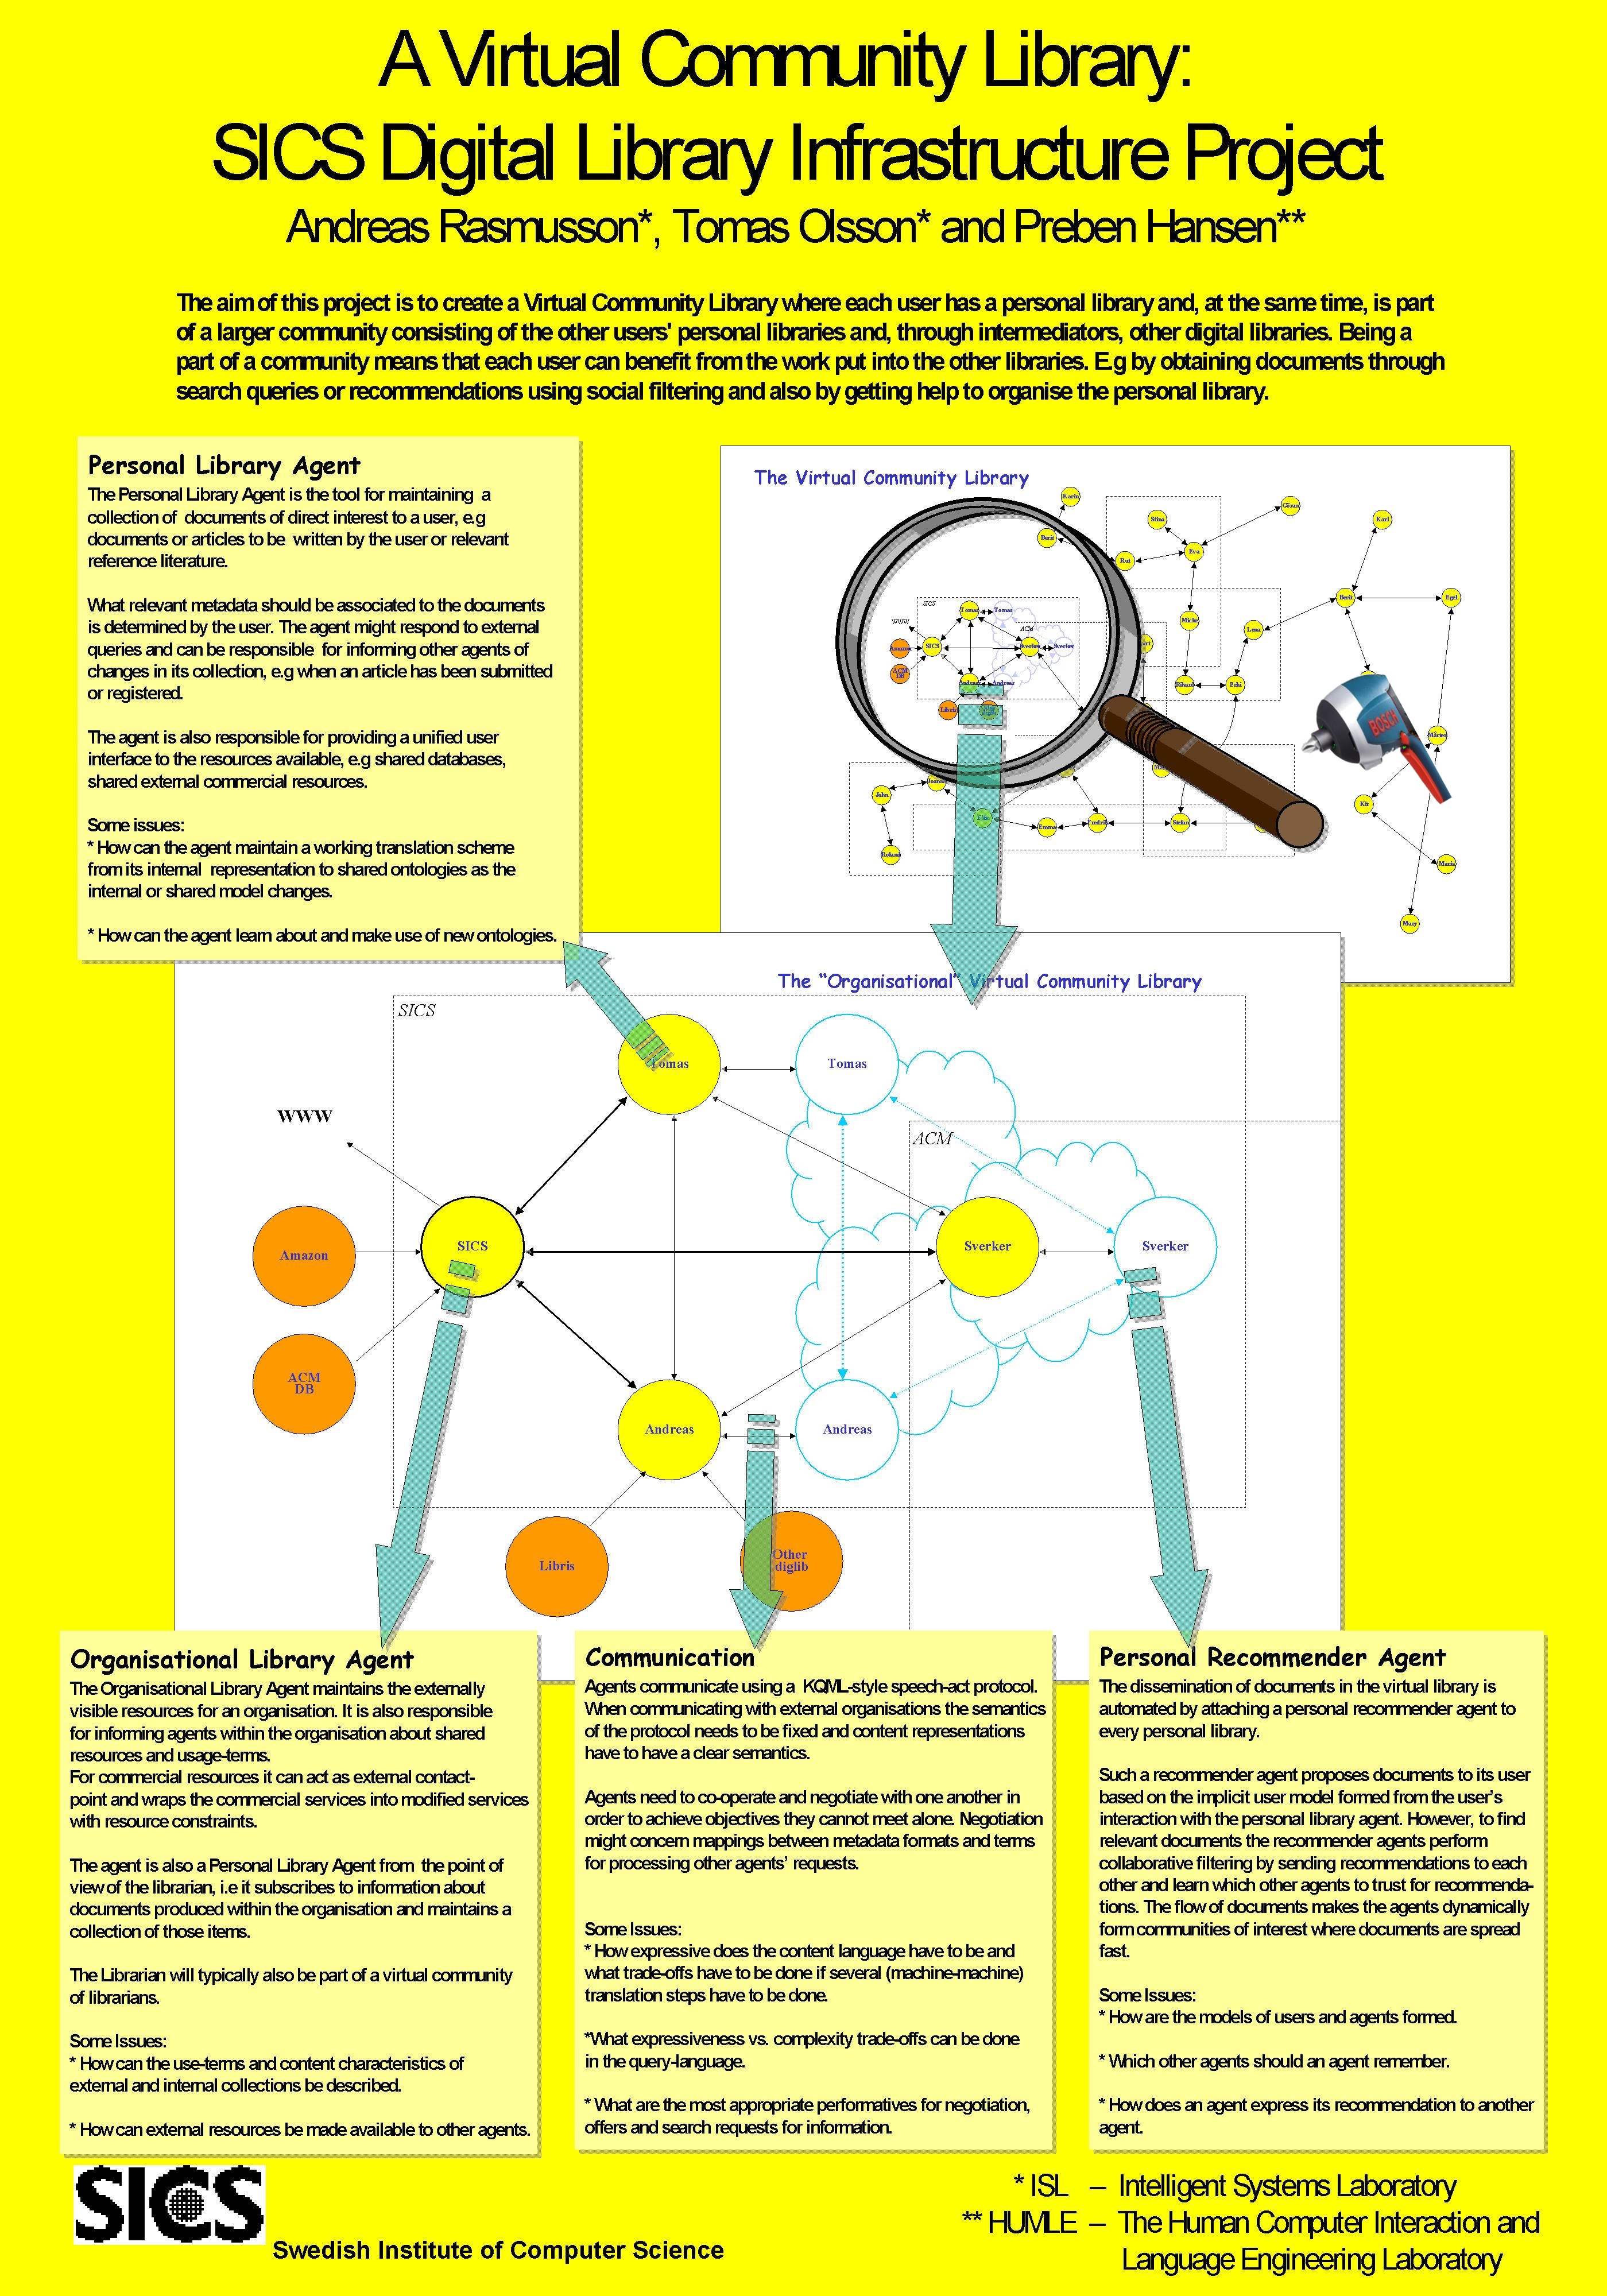 A Virtual Community Library:
SICS Digital Library Infrastructure Project
Andreas Rasmusson*, Tomas Olsson* and Preben Hansen**
The aim of this project is to create a Virtual Community Library where each user has a personal library and, at the same time, is part
of a larger community consisting of the other users' personal libraries and, through intermediators, other digital libraries. Being a
part of a community means that each user can benefit from the work put into the other libraries. E.g by obtaining documents through
search queries or recommendations using social filtering and also by getting help to organise the personal library.
Personal Library Agent
The Personal Library Agent is the tool for maintaining a
collection of documents of direct interest to a user, e.g
documents or articles to be written by the user or relevant
reference literature.
What relevant metadata should be associated to the documents
is determined by the user. The agent might respond to external
queries and can be responsible for informing other agents of
changes in its collection, e.g when an article has been submitted
or registered.
The agent is also responsible for providing a unified user
interface to the resources available, e.g shared databases,
shared external commercial resources.
Some issues:
* How can the agent maintain a working translation scheme
from its internal representation to shared ontologies as the
internal or shared model changes.
* How can the agent learn about and make use of new ontologies.
The Virtual Community Library
Karin
Göran
Stina
Karl
Berit
Eva
Rut
Berit
Egel
SICS
Tomas
Tomas
Micke
WWW
ACM
Lena
Amazon
SICS
Sverker
Sverker
ACM
DB
Andreas
Andreas
Rikard
Erki
Libris
BOSCH
Mårten
John
Kit
Elin
Emma
Fredrik
Stefan
Roland
Maria
Mary
The “Organisational” Virtual Community Library
SICS
Tomas
Tomas
WWW
ACM
Amazon
SICS
Sverker
Sverker
ACM
DB
Andreas
Andreas
Libris
Other
diglib
Organisational Library Agent
The Organisational Library Agent maintains the externally
visible resources for an organisation. It is also responsible
for informing agents within the organisation about shared
resources and usage-terms.
For commercial resources it can act as external contact-
point and wraps the commercial services into modified services
with resource constraints.
The agent is also a Personal Library Agent from the point of
view of the librarian, i.e it subscribes to information about
documents produced within the organisation and maintains a
collection of those items.
The Librarian will typically also be part of a virtual community
of librarians.
Some Issues:
* How can the use-terms and content characteristics of
external and internal collections be described.
* How can external resources be made available to other agents.
Communication
Agents communicate using a KQML-style speech-act protocol.
When communicating with external organisations the semantics
of the protocol needs to be fixed and content representations
have to have a clear semantics.
Agents need to co-operate and negotiate with one another in
order to achieve objectives they cannot meet alone. Negotiation
might concern mappings between metadata formats and terms
for processing other agents’ requests.
Some Issues:
* How expressive does the content language have to be and
what trade-offs have to be done if several (machine-machine)
translation steps have to be done.
*What expressiveness vs. complexity trade-offs can be done
in the query-language.
* What are the most appropriate performatives for negotiation,
offers and search requests for information.
Personal Recommender Agent
The dissemination of documents in the virtual library is
automated by attaching a personal recommender agent to
every personal library.
Such a recommender agent proposes documents to its user
based on the implicit user model formed from the user’s
interaction with the personal library agent. However, to find
relevant documents the recommender agents perform
collaborative filtering by sending recommendations to each
other and learn which other agents to trust for recommenda-
tions. The flow of documents makes the agents dynamically
form communities of interest where documents are spread
fast.
Some Issues:
* How are the models of users and agents formed.
* Which other agents should an agent remember.
* How does an agent express its recommendation to another
agent.
SICS
Swedish Institute of Computer Science
* ISL – Intelligent Systems Laboratory
** HUMLE – The Human Computer Interaction and
Language Engineering Laboratory